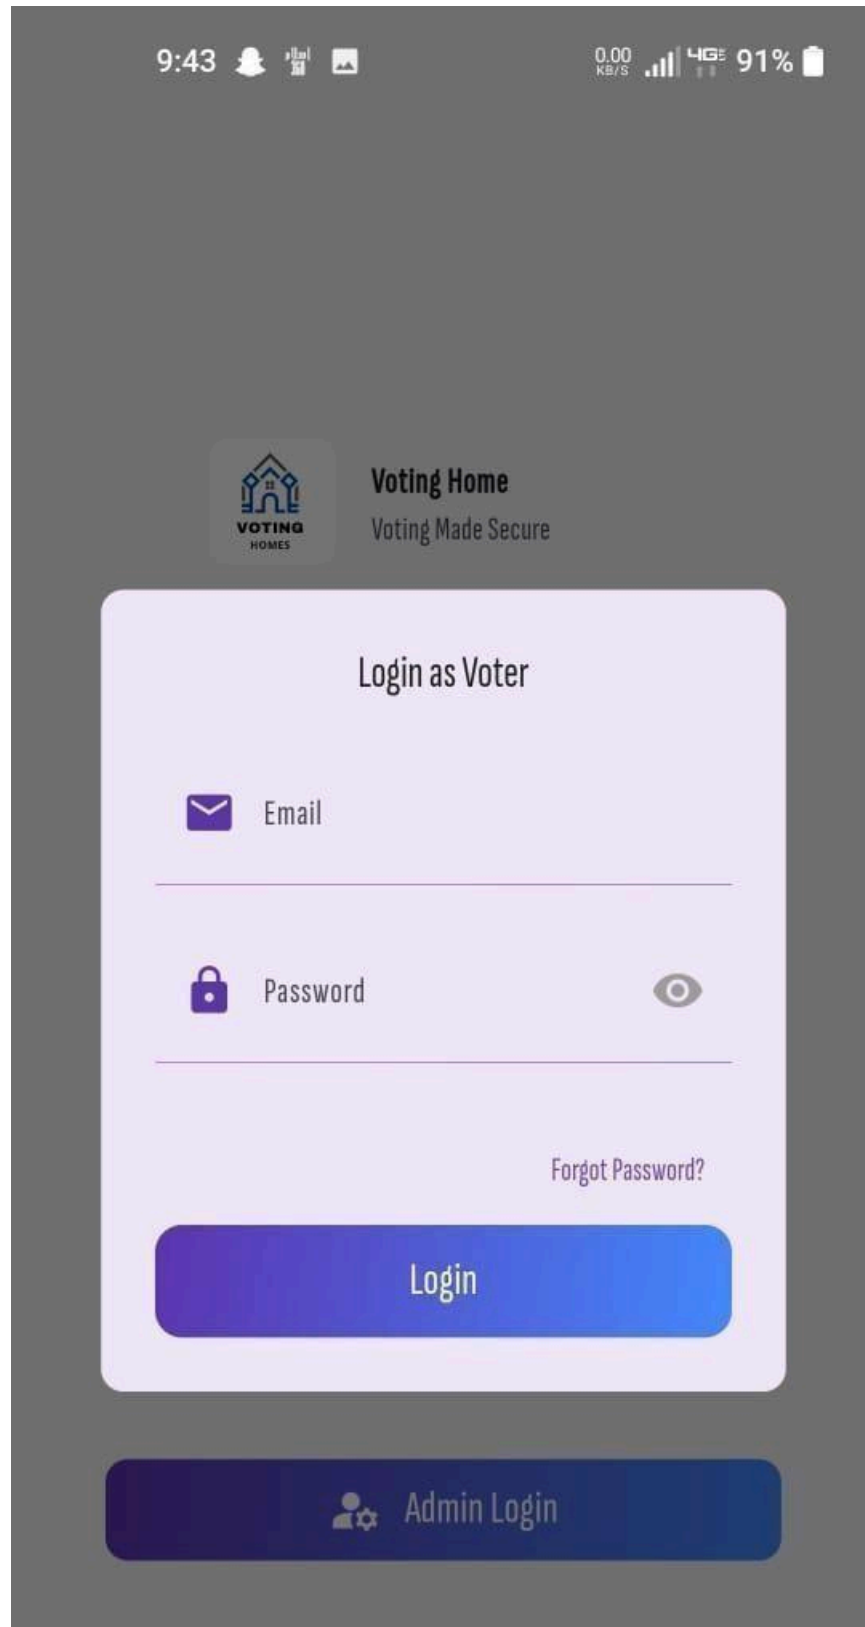 9:43
0.00
KB/S
4G
91%
VOTING
HOMES
Voting Home
Voting Made Secure
Login as Voter
Email
Password
Forgot Password?
Login
Admin Login